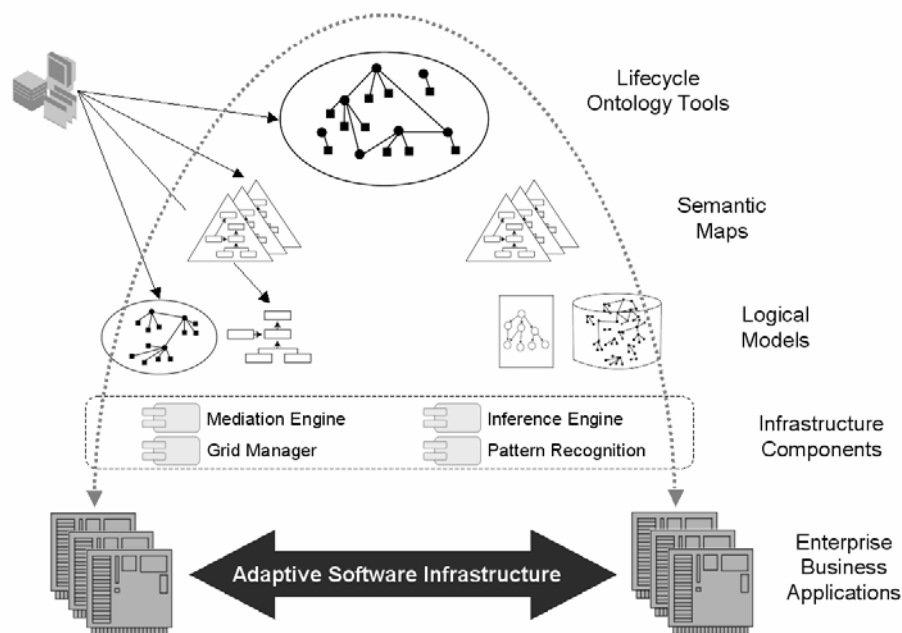 Lifecycle
Ontology Tools
Semantic
Maps
Logical
Models
Mediation Engine
Inference Engine
Grid Manager
Pattern Recognition
Infrastructure
Components
Adaptive Software Infrastructure
Enterprise
Business
Applications